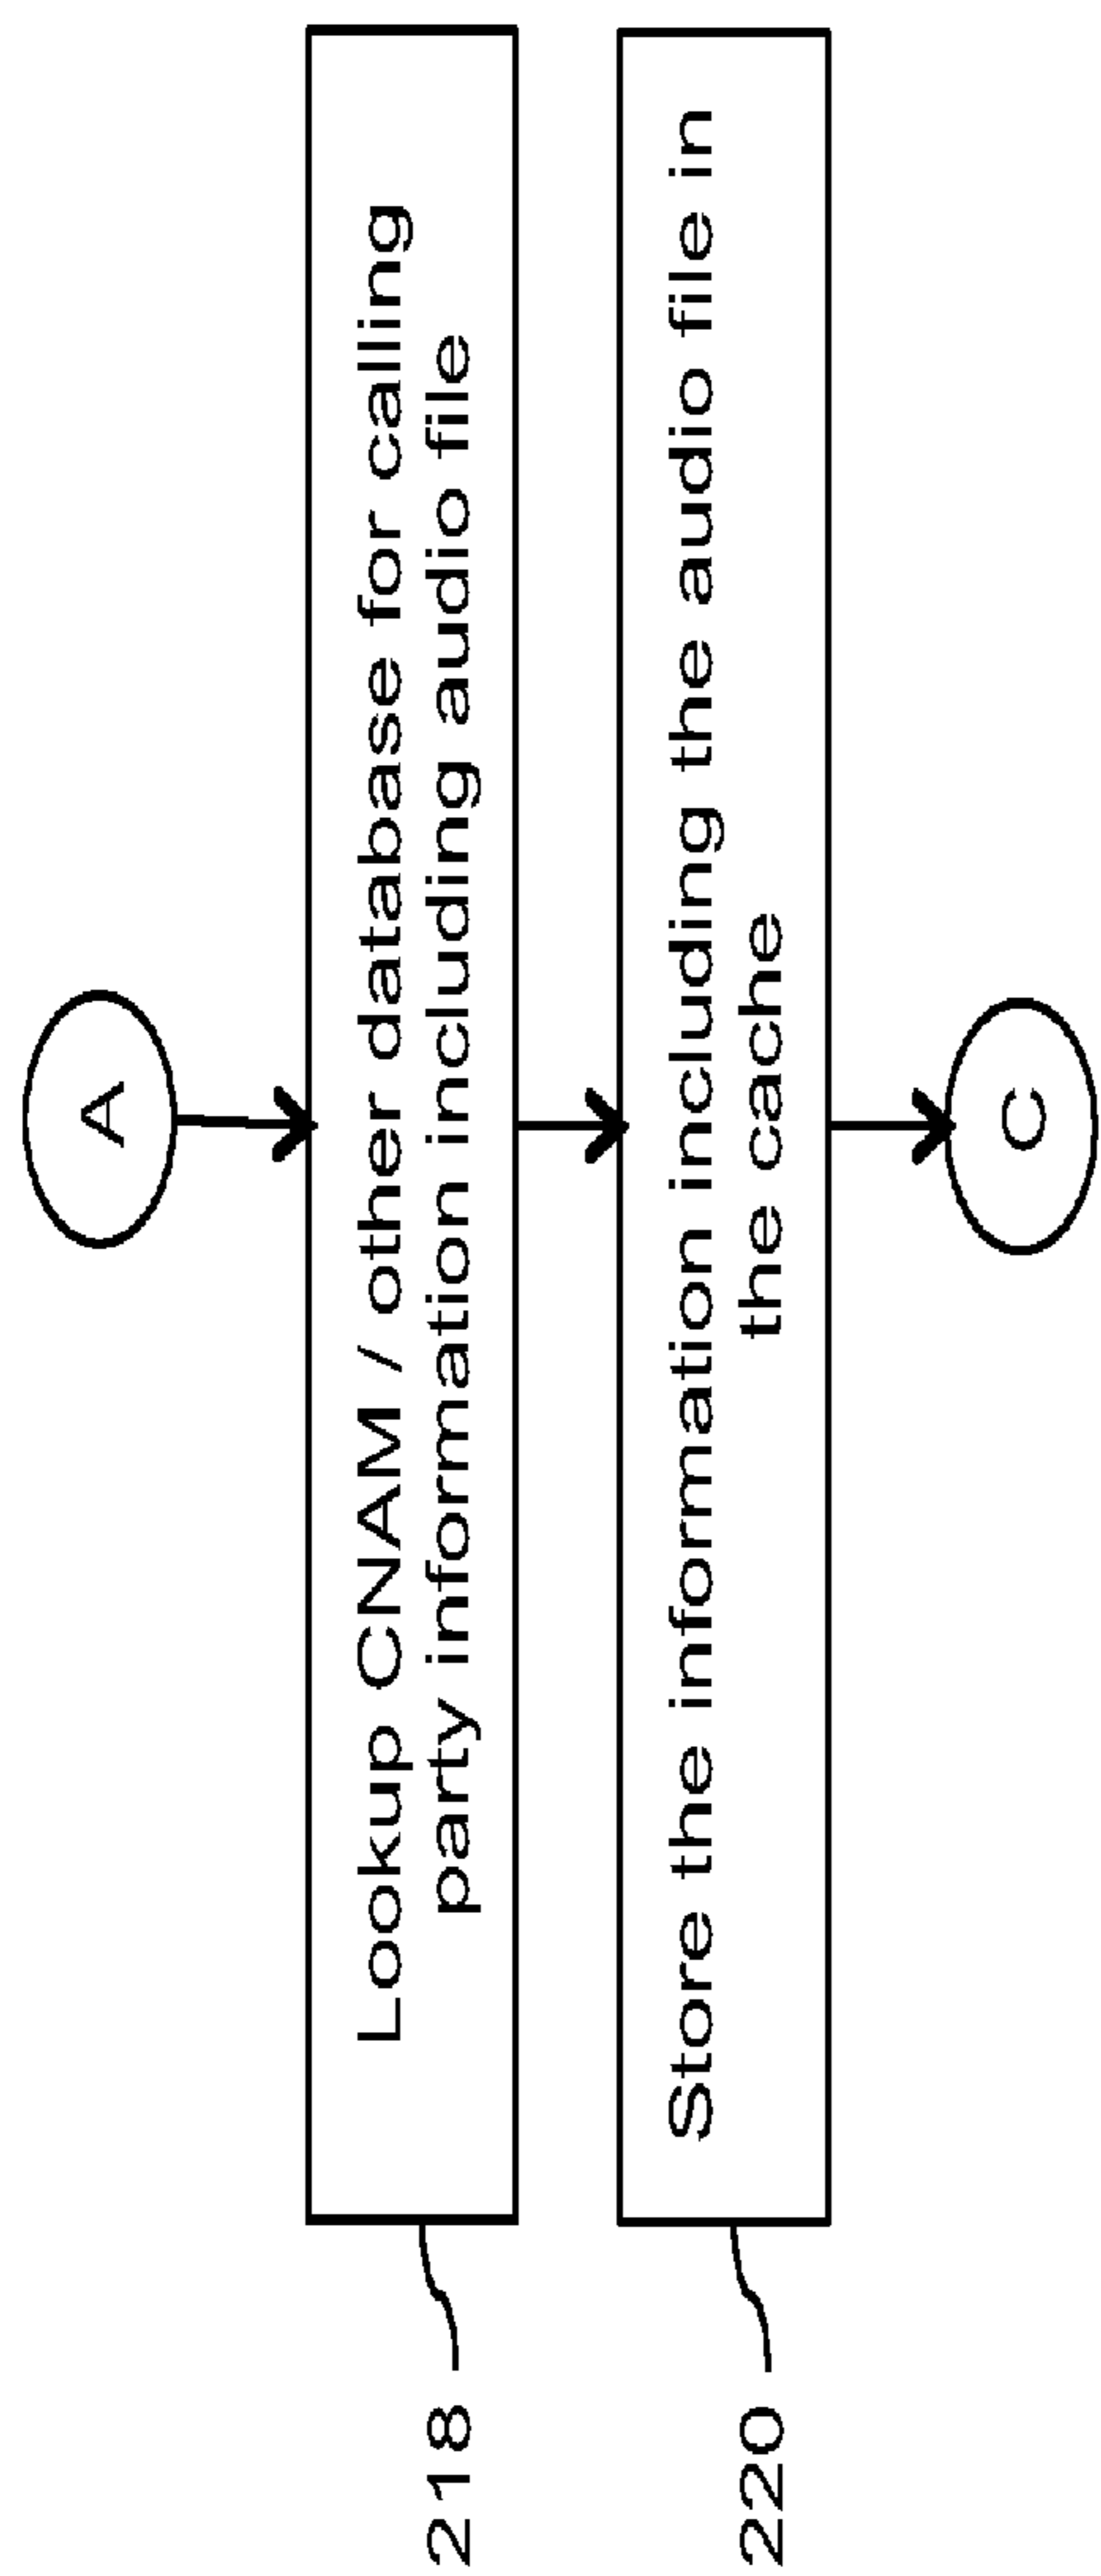 A
Lookup CNAM / other database for calling
party information including audio file
218
Store the information including the audio file in
the cache
220
C